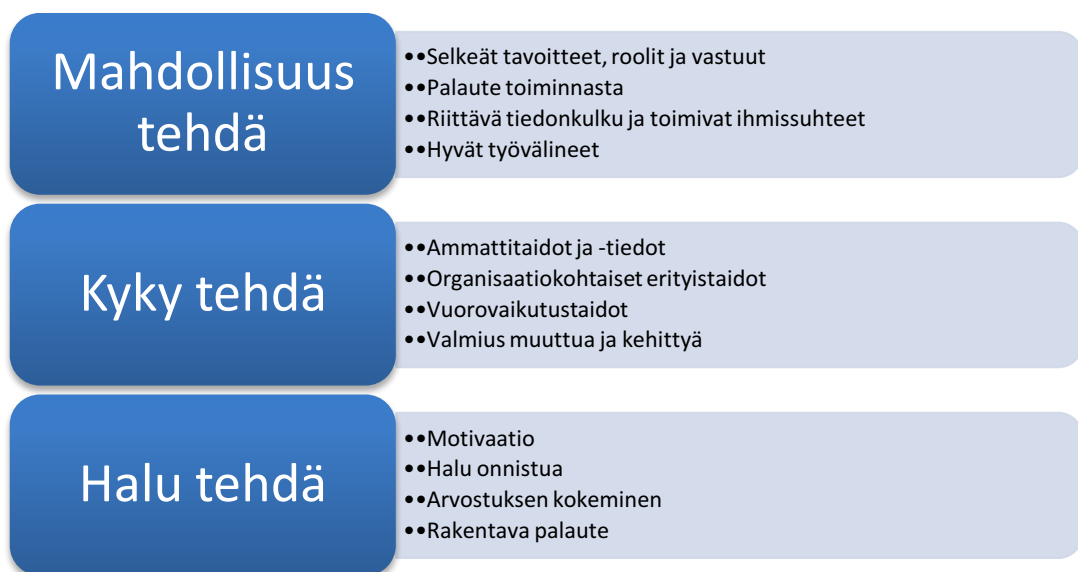 Mahdollisuus
tehdä
••Selkeät tavoitteet, roolit ja vastuut
••Palaute toiminnasta
••Riittävä tiedonkulku ja toimivat ihmissuhteet
••Hyvät työvälineet
Kyky tehdä
••Ammattitaidot ja -tiedot
••Organisaatiokohtaiset erityistaidot
••Vuorovaikutustaidot
••Valmius muuttua ja kehittyä
Halu tehdä
••Motivaatio
••Halu onnistua
••Arvostuksen kokeminen
••Rakentava palaute